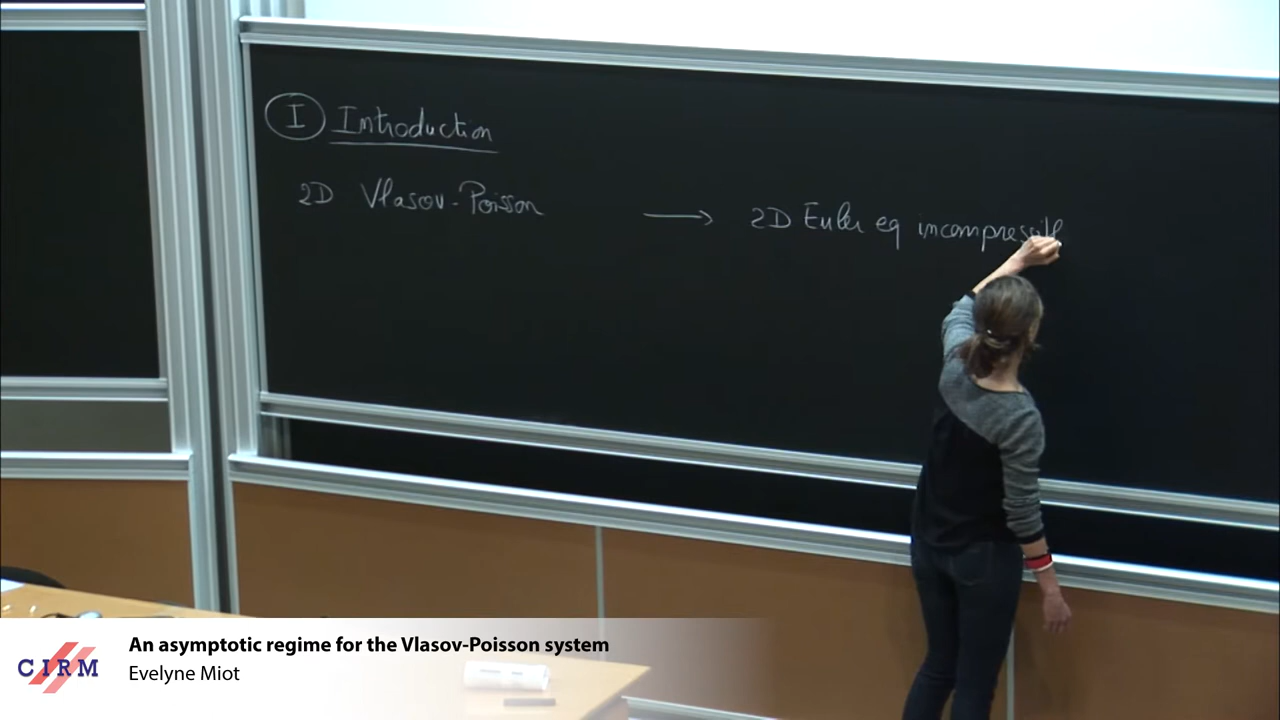 I Introduction
2D Vlasov-Poisson → 2D Euler eq incompressible
An asymptotic regime for the Vlasov-Poisson system
CIRM
Evelyne Miot